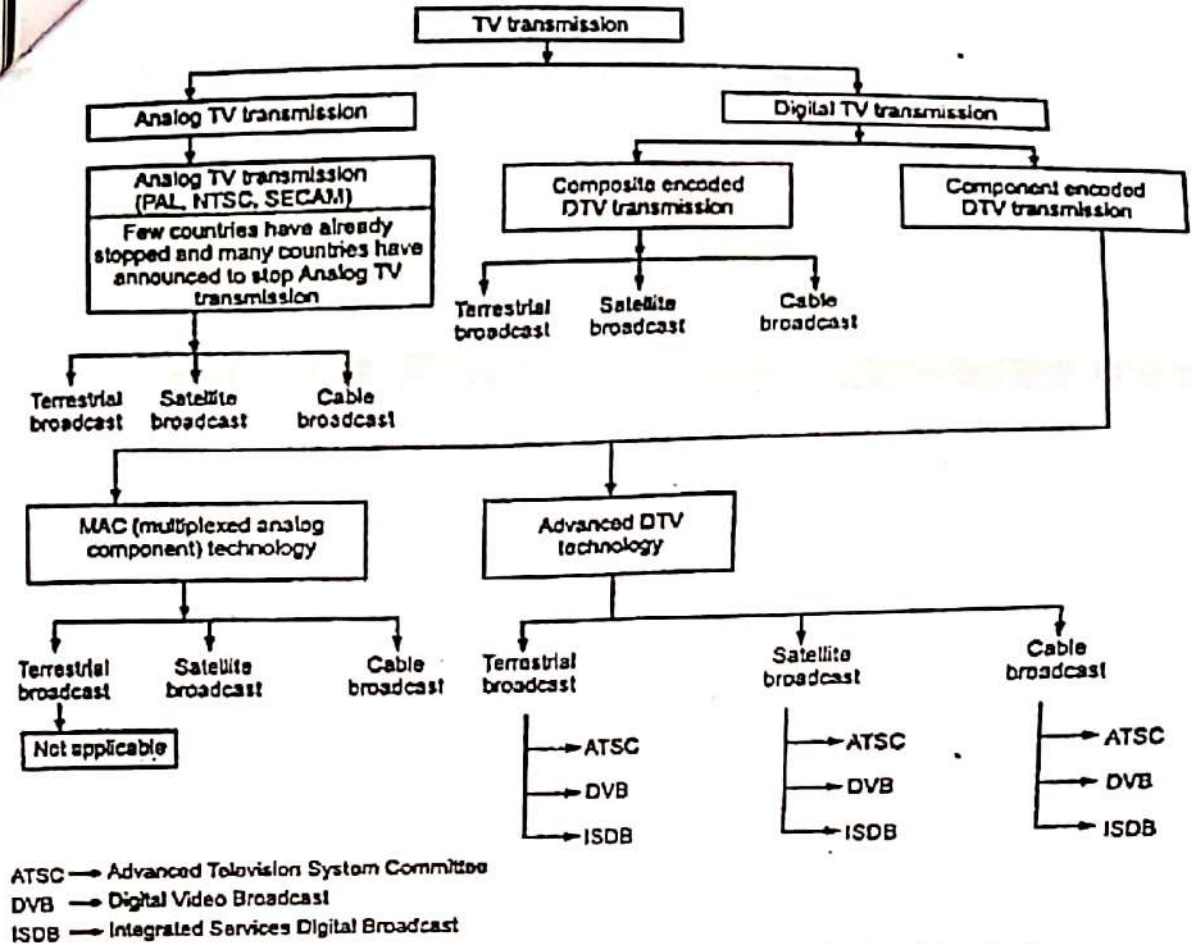 TV transmission
Analog TV transmission
Digital TV transmission
Analog TV transmission
(PAL, NTSC, SECAM)
Few countries have already
stopped and many countries have
announced to stop Analog TV
transmission
Composite encoded
DTV transmission
Component encoded
DTV transmission
Terrestrial
broadcast
Satellite
broadcast
Cable
broadcast
Terrestrial
broadcast
Satellite
broadcast
Cable
broadcast
MAC (multiplexed analog
component) technology
Advanced DTV
technology
Terrestrial
broadcast
Satellite
broadcast
Cable
broadcast
Not applicable
Terrestrial
broadcast
ATSC
DVB
ISDB
Satellite
broadcast
ATSC
DVB
ISDB
Cable
broadcast
ATSC
DVB
ISDB
ATSC → Advanced Television System Committee
DVB → Digital Video Broadcast
ISDB → Integrated Services Digital Broadcast